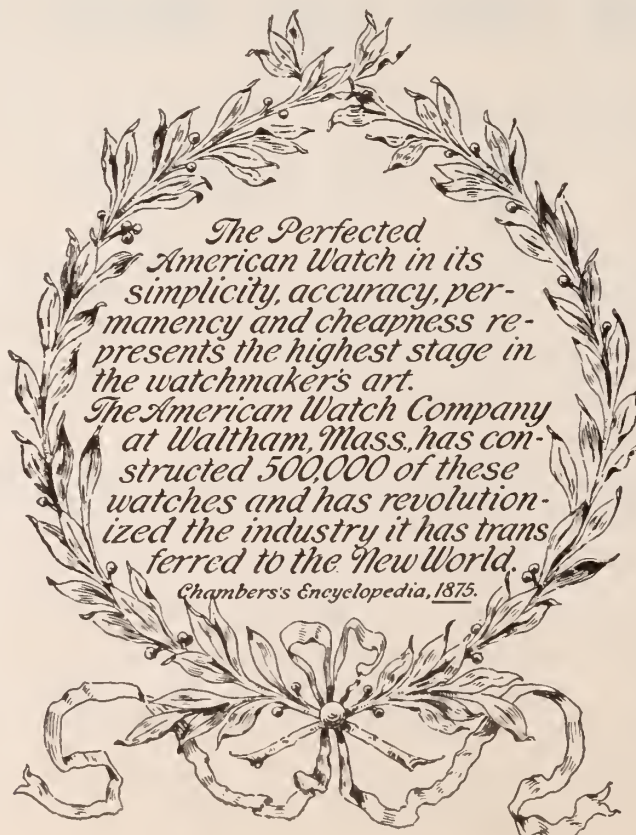 The Perfected
American Watch in its
simplicity, accuracy, per-
manency and cheapness re-
presents the highest stage in
the watchmaker's art.
The American Watch Company
at Waltham, Mass., has con-
structed 500,000 of these
watches and has revolution-
ized the industry it has trans
ferred to the New World.
Chambers's Encyclopedia, 1875.